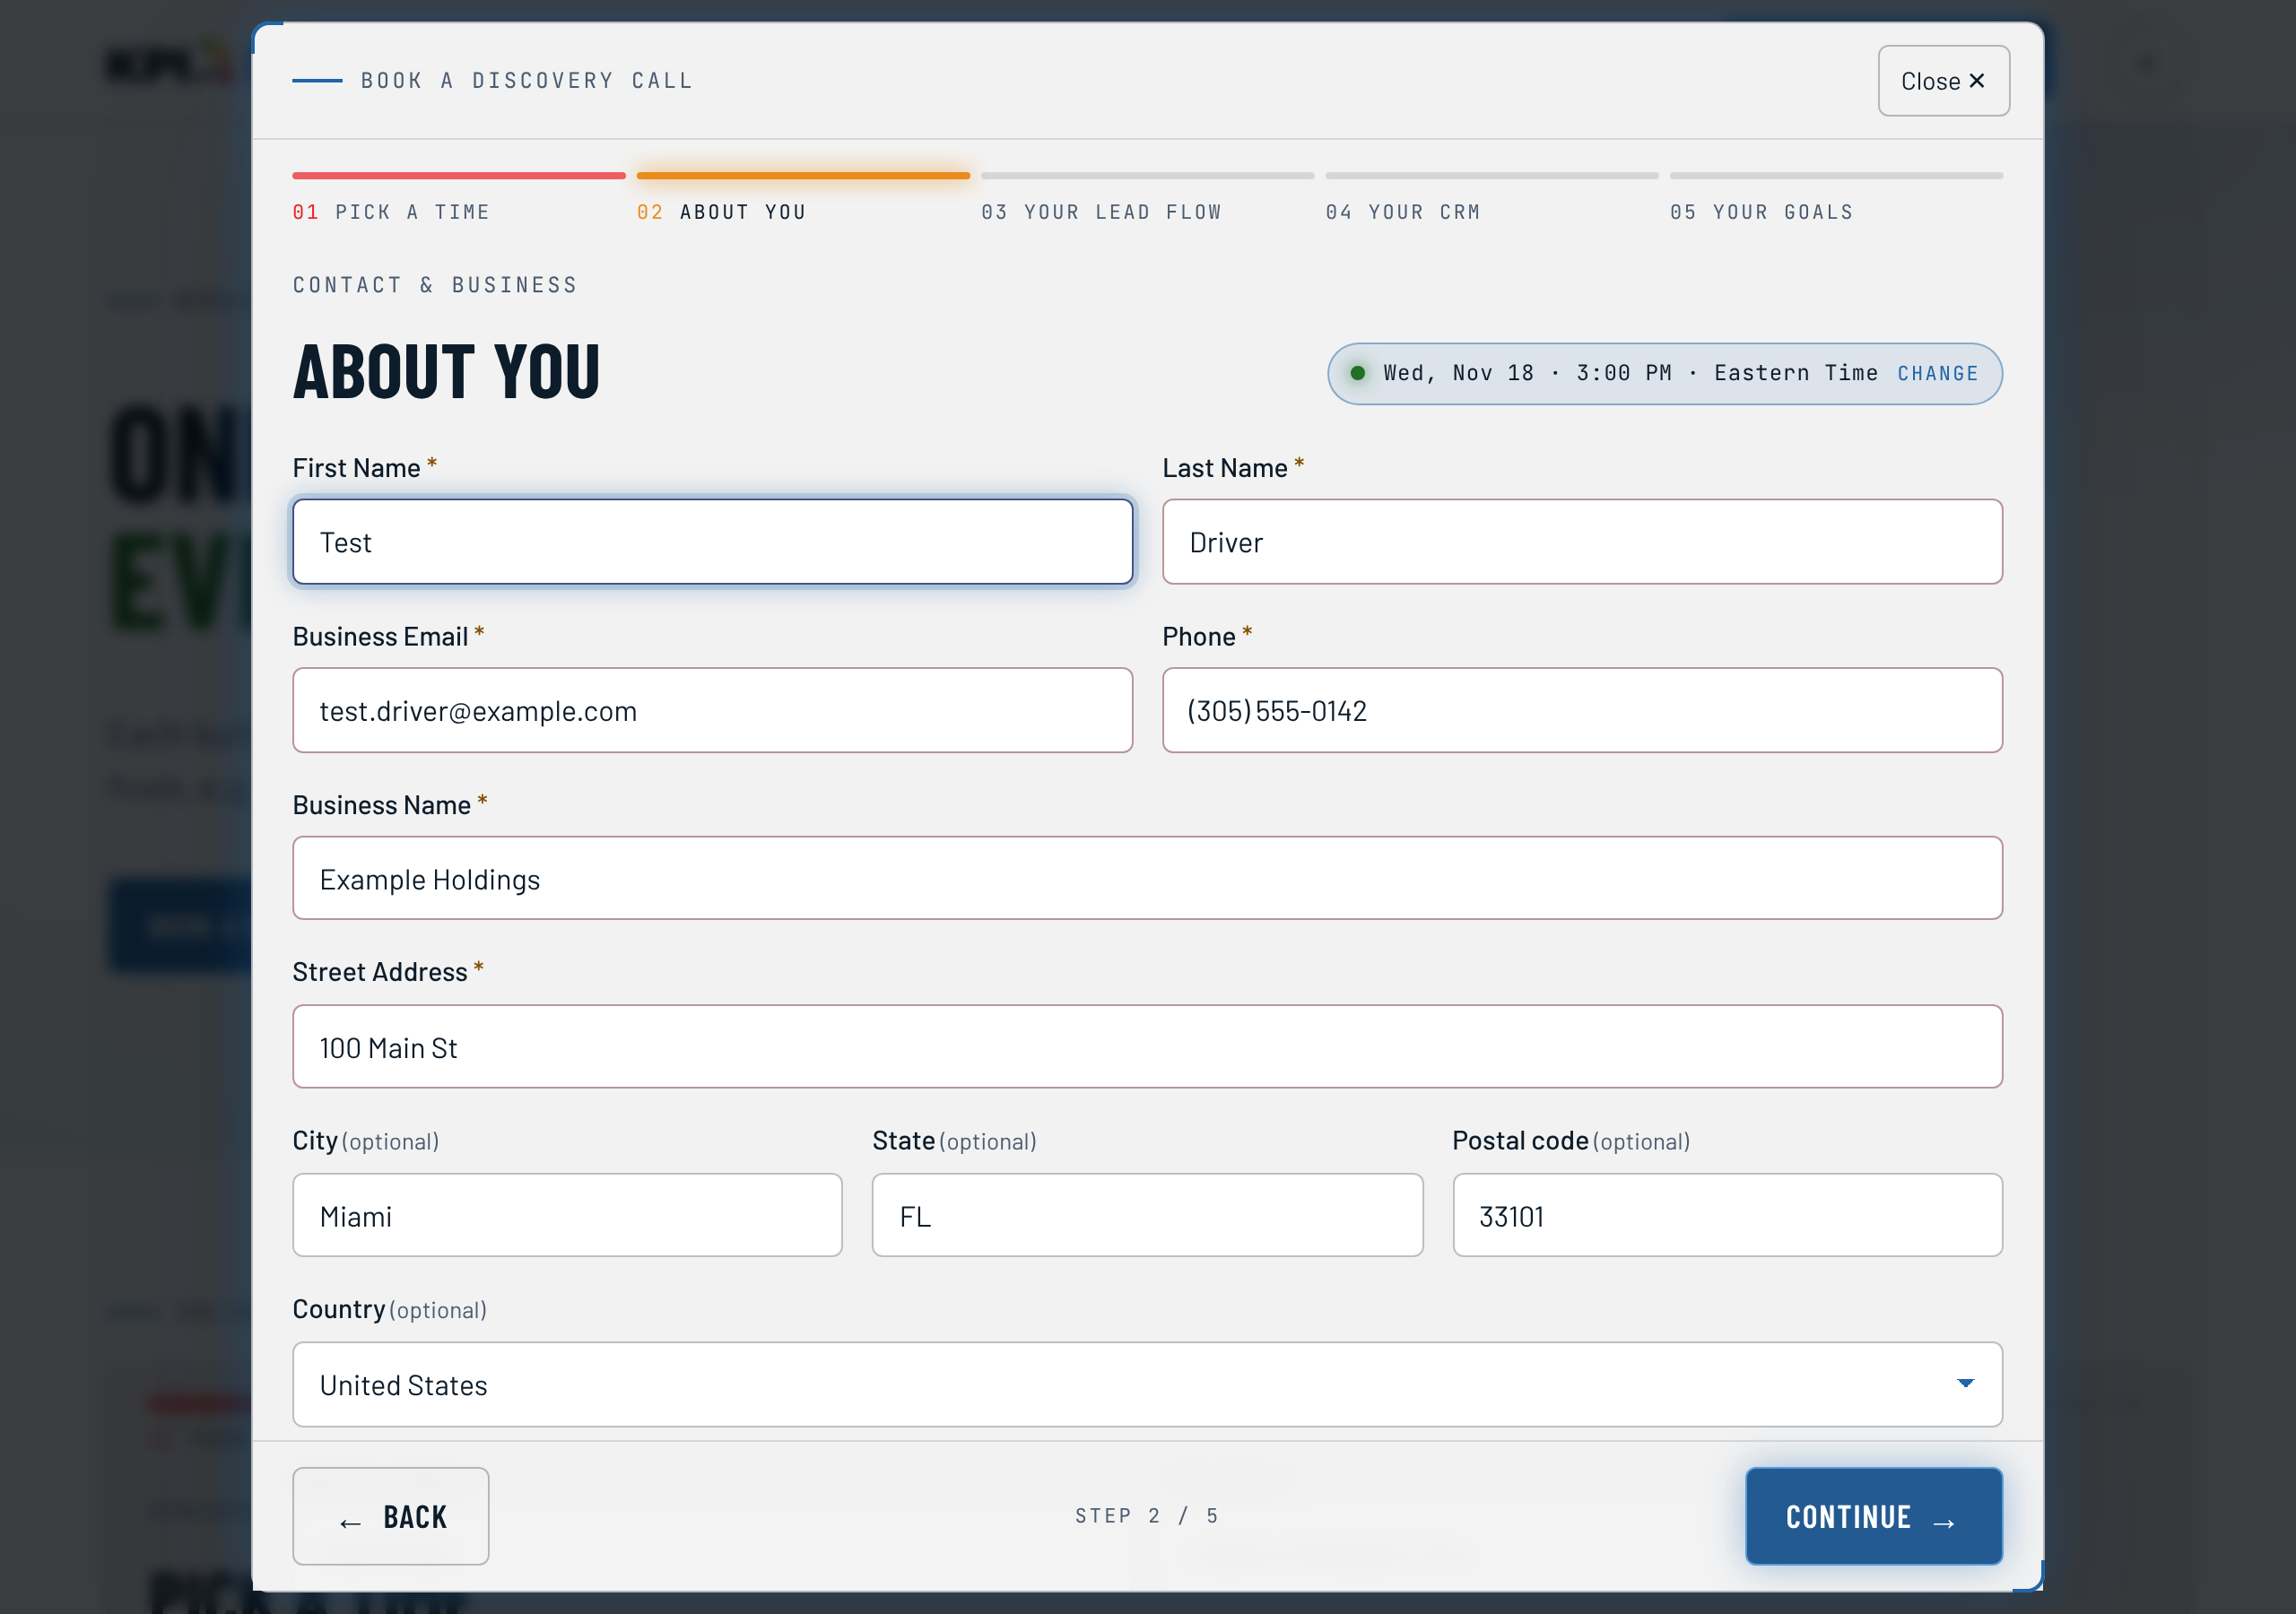 BOOK A DISCOVERY CALL
Close ✕
01 PICK A TIME
02 ABOUT YOU
03 YOUR LEAD FLOW
04 YOUR CRM
05 YOUR GOALS
CONTACT & BUSINESS
ABOUT YOU
Wed, Nov 18 · 3:00 PM · Eastern Time CHANGE
First Name *
Last Name *
Test
Driver
Business Email *
Phone *
test.driver@example.com
(305) 555-0142
Business Name *
Example Holdings
Street Address *
100 Main St
City (optional)
State (optional)
Postal code (optional)
Miami
FL
33101
Country (optional)
United States
← BACK
STEP 2 / 5
CONTINUE →